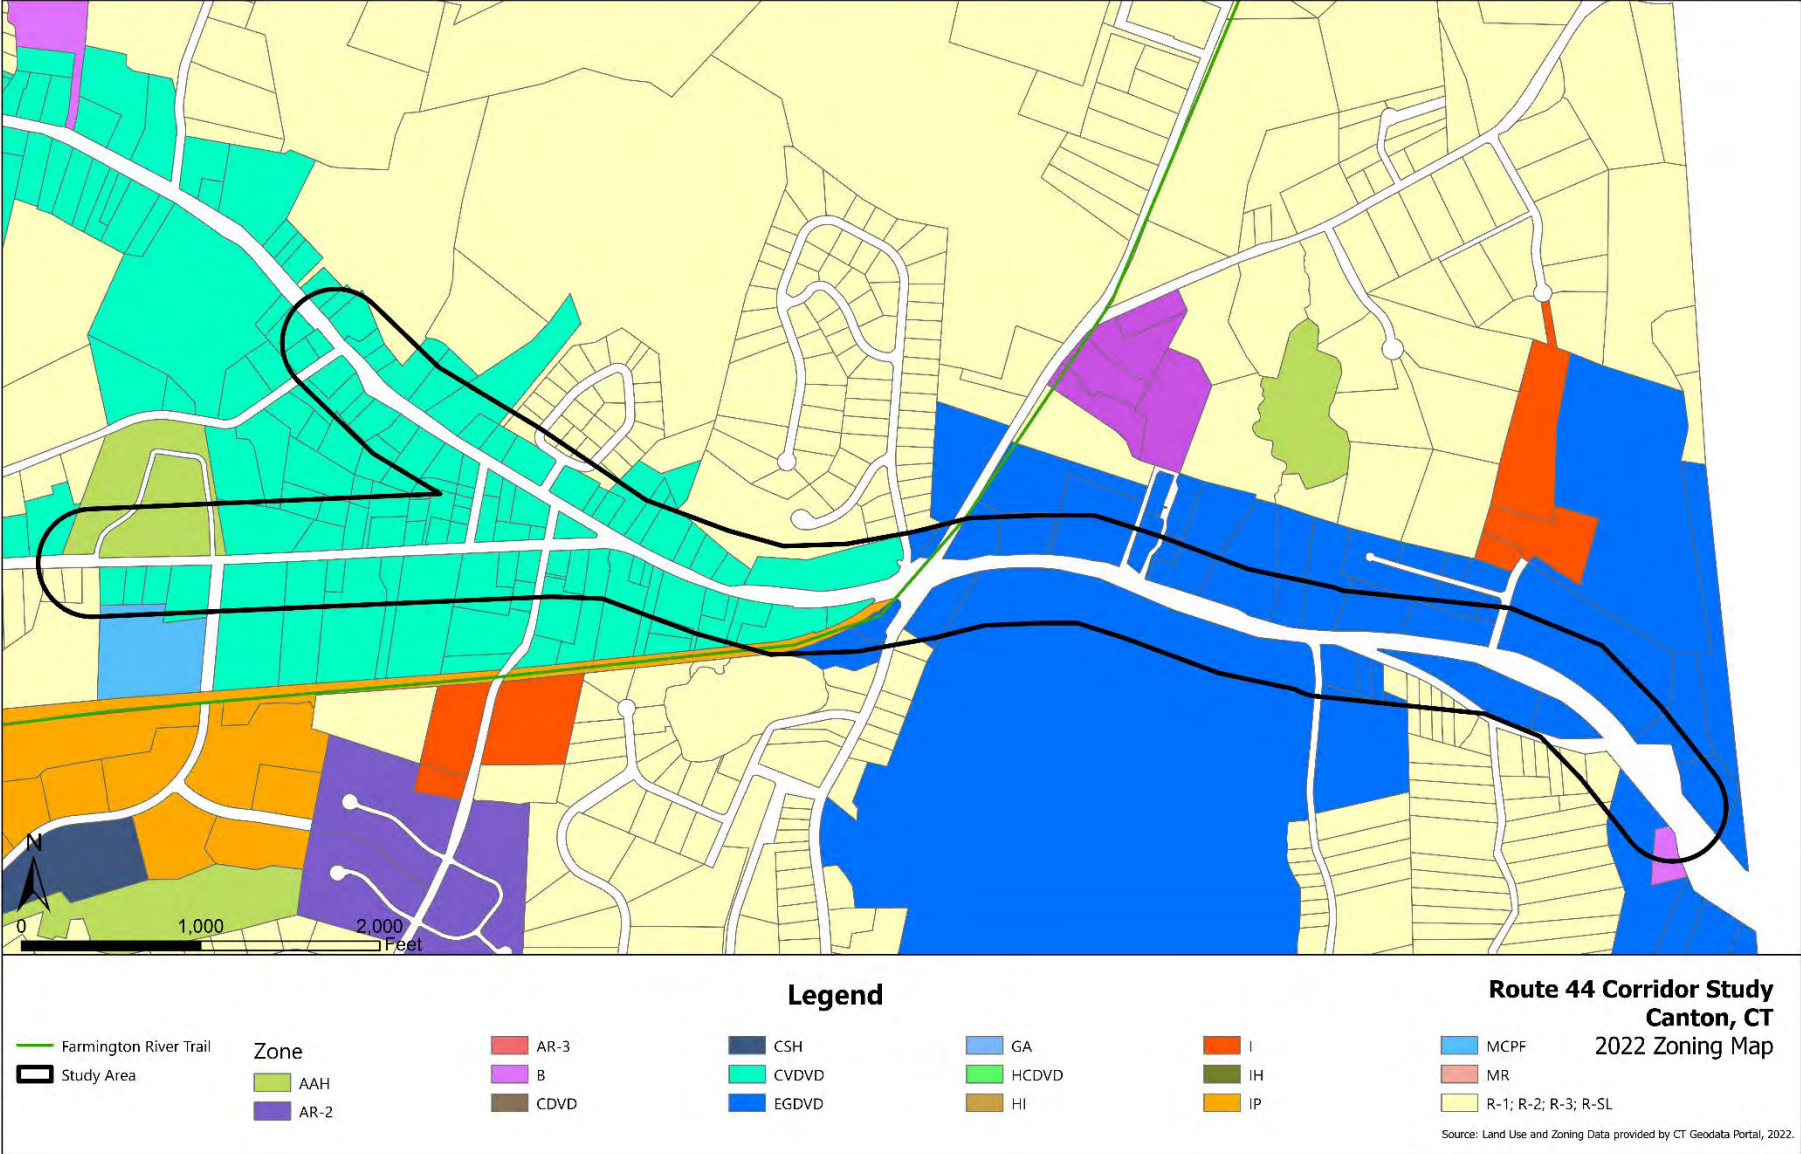 N
0 1,000 2,000
Feet
Legend
Route 44 Corridor Study
Canton, CT
2022 Zoning Map
Farmington River Trail
Study Area
Zone
AAH
AR-2
AR-3
B
CDVD
CSH
CVDVD
EGDVD
GA
HCDVD
HI
I
IH
IP
MCPF
MR
R-1; R-2; R-3; R-SL
Source: Land Use and Zoning Data provided by CT Geodata Portal, 2022.